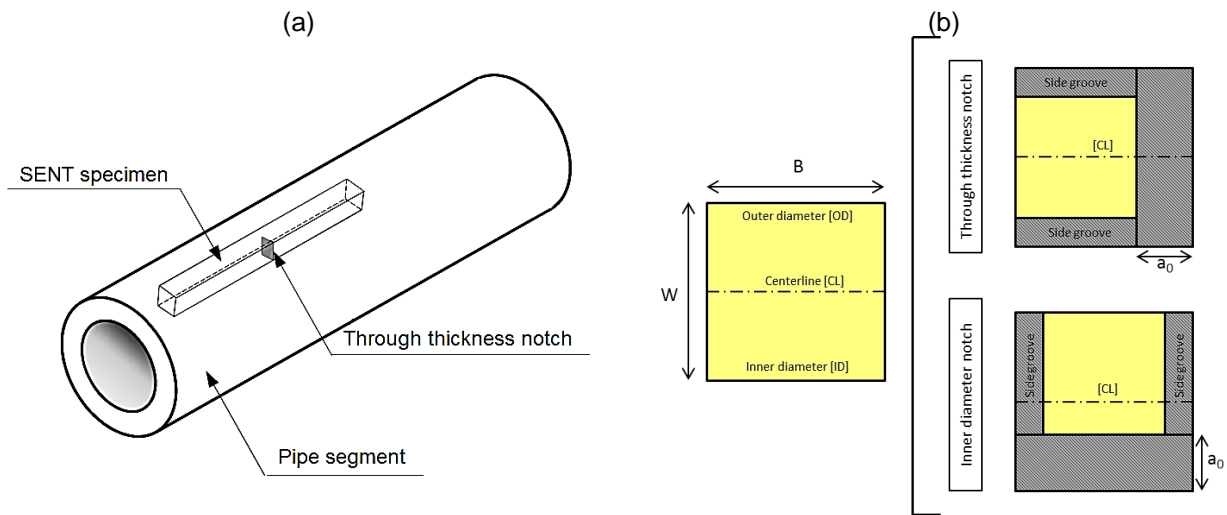 (a)
SENT specimen
Through thickness notch
Pipe segment
(b)
B
W
Outer diameter [OD]
Centerline [CL]
Inner diameter [ID]
Through thickness notch
Side groove
[CL]
Side groove
a0
Inner diameter notch
Side groove
[CL]
Side groove
a0